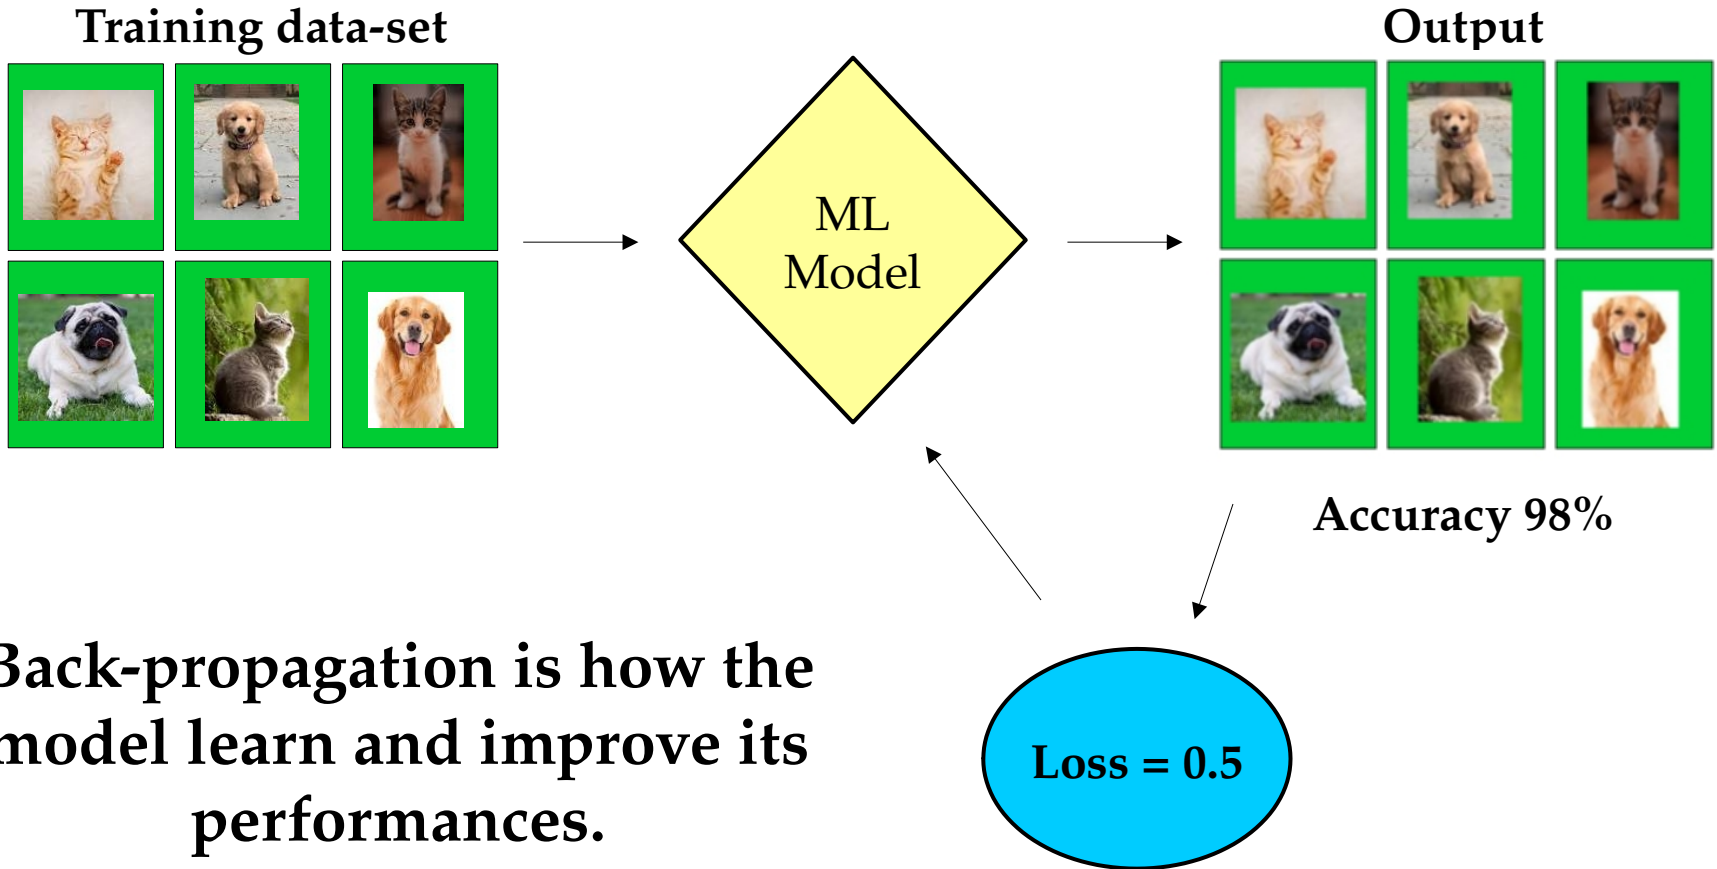 Training data-set
Output
ML
Model
Accuracy 98%
Back-propagation is how the
model learn and improve its
performances.
Loss = 0.5